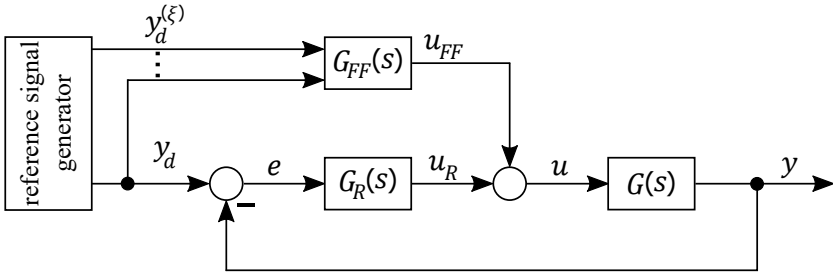 reference signal
generator
y_d^(ξ)
G_FF(s)
u_FF
y_d
e
G_R(s)
u_R
u
G(s)
y